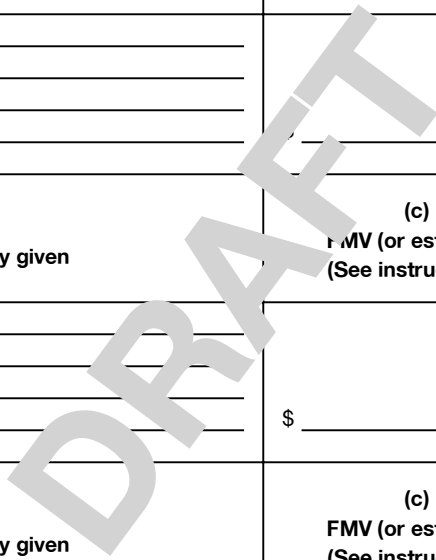 (c)
FMV (or est
y given
(See instru
DRAFT
$
(c)
FMV (or est
y given
(See instru